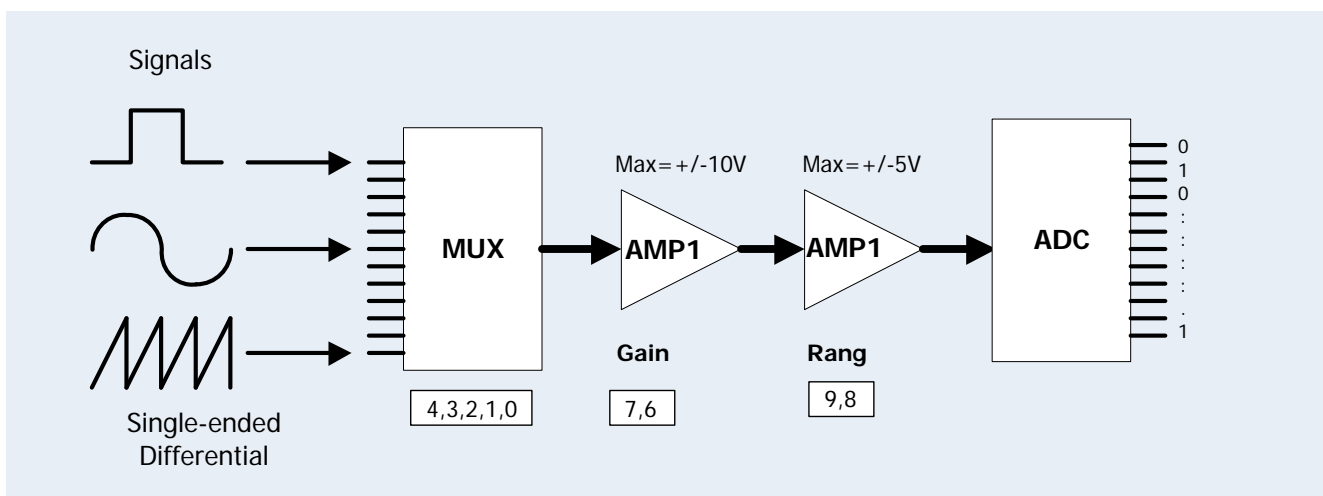 Signals
Max=+/-10V
Max=+/-5V
MUX
AMP1
AMP1
ADC
0
1
0
:
:
:
:
:
.
1
Gain
Rang
4,3,2,1,0
7,6
9,8
Single-ended
Differential